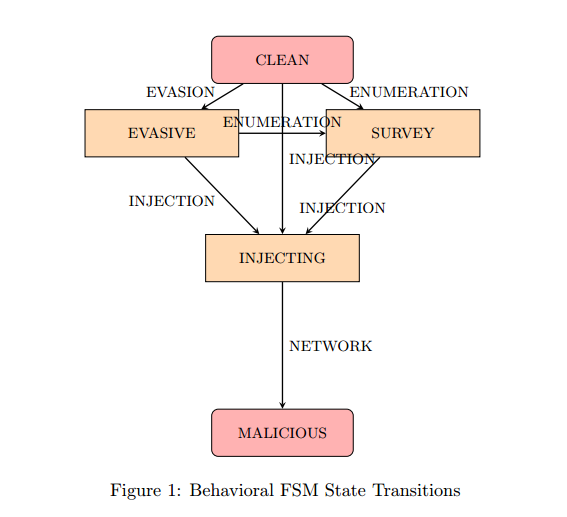 CLEAN
EVASION
ENUMERATION
ENUMERATION
EVASIVE
SURVEY
INJECTION
INJECTION
INJECTION
INJECTING
NETWORK
MALICIOUS
Figure 1: Behavioral FSM State Transitions